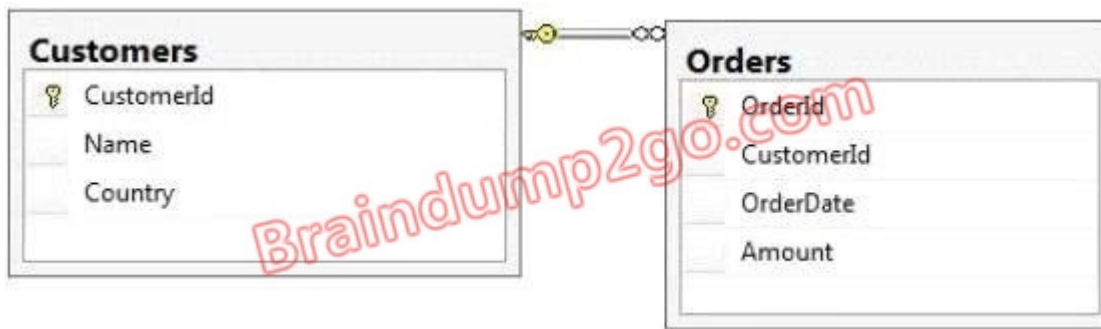 Customers
CustomerId
Name
Country
Orders
OrderId
CustomerId
OrderDate
Amount
Braindump2go.com